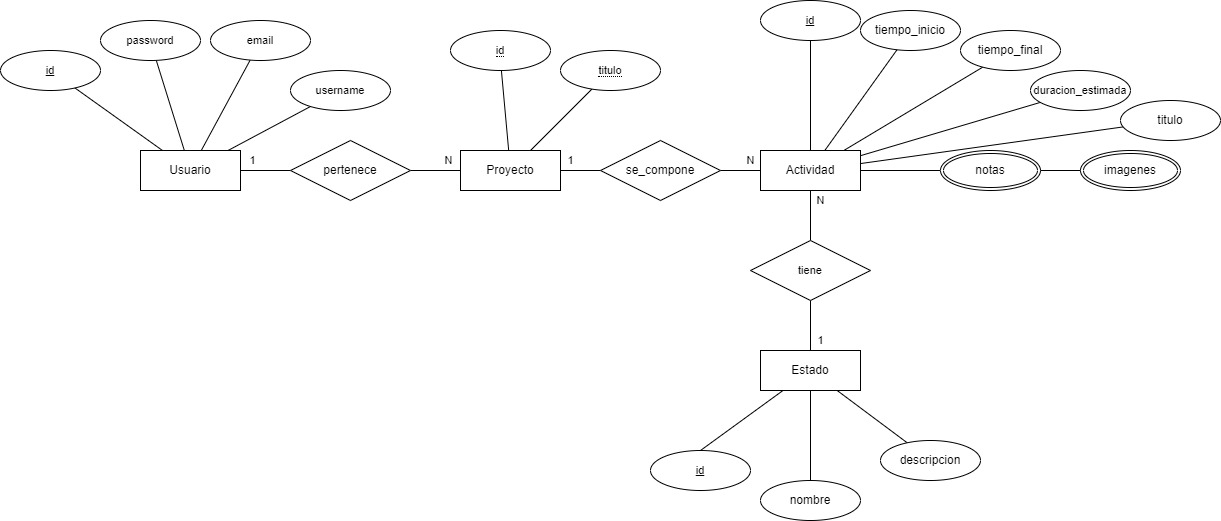 id
password
email
username
id
titulo
id
tiempo_inicio
tiempo_final
duracion_estimada
titulo
Usuario
1
pertenece
N
Proyecto
1
se_compone
N
Actividad
notas
imagenes
N
tiene
1
Estado
id
nombre
descripcion